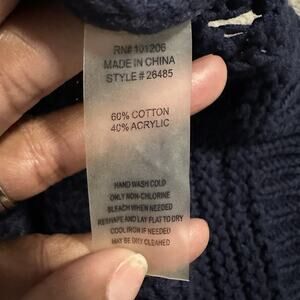 RN# 101206
MADE IN CHINA
STYLE # 26485
60% COTTON
40% ACRYLIC
HAND WASH COLD
ONLY NON-CHLORINE
BLEACH WHEN NEEDED
RESHAPE AND LAY FLAT TO DRY
COOL IRON IF NEEDED
MAY BE DRY CLEANED